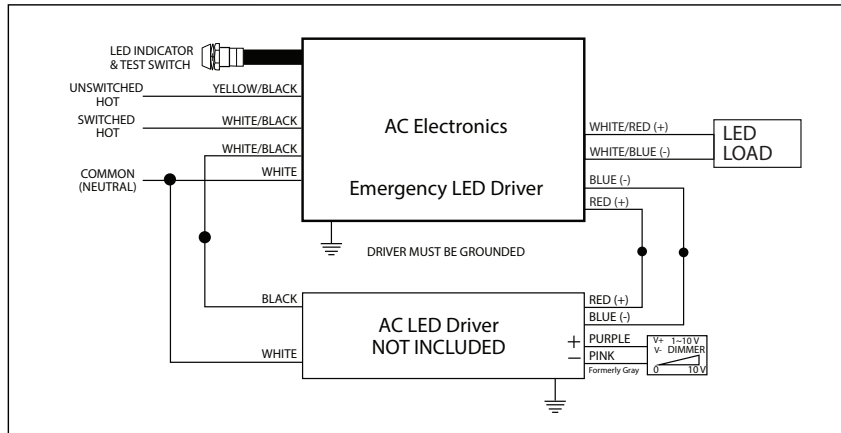 LED INDICATOR
& TEST SWITCH
UNSWITCHED
HOT
YELLOW/BLACK
SWITCHED
HOT
WHITE/BLACK
WHITE/BLACK
COMMON
(NEUTRAL)
WHITE
AC Electronics
Emergency LED Driver
WHITE/RED (+)
WHITE/BLUE (-)
LED
LOAD
BLUE (-)
RED (+)
DRIVER MUST BE GROUNDED
BLACK
WHITE
AC LED Driver
NOT INCLUDED
RED (+)
BLUE (-)
+ PURPLE
− PINK
Formerly Gray
V+ 1~10 V
V- DIMMER
0 10 V